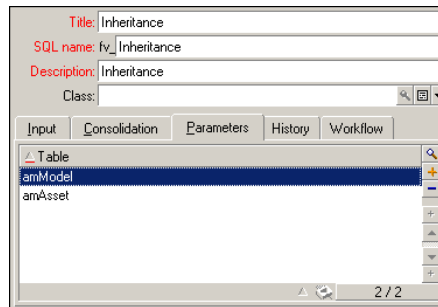 Title: Inheritance
SQL name: fv_ Inheritance
Description: Inheritance
Class:
Input Consolidation Parameters History Workflow
Table
amModel
amAsset
2 / 2